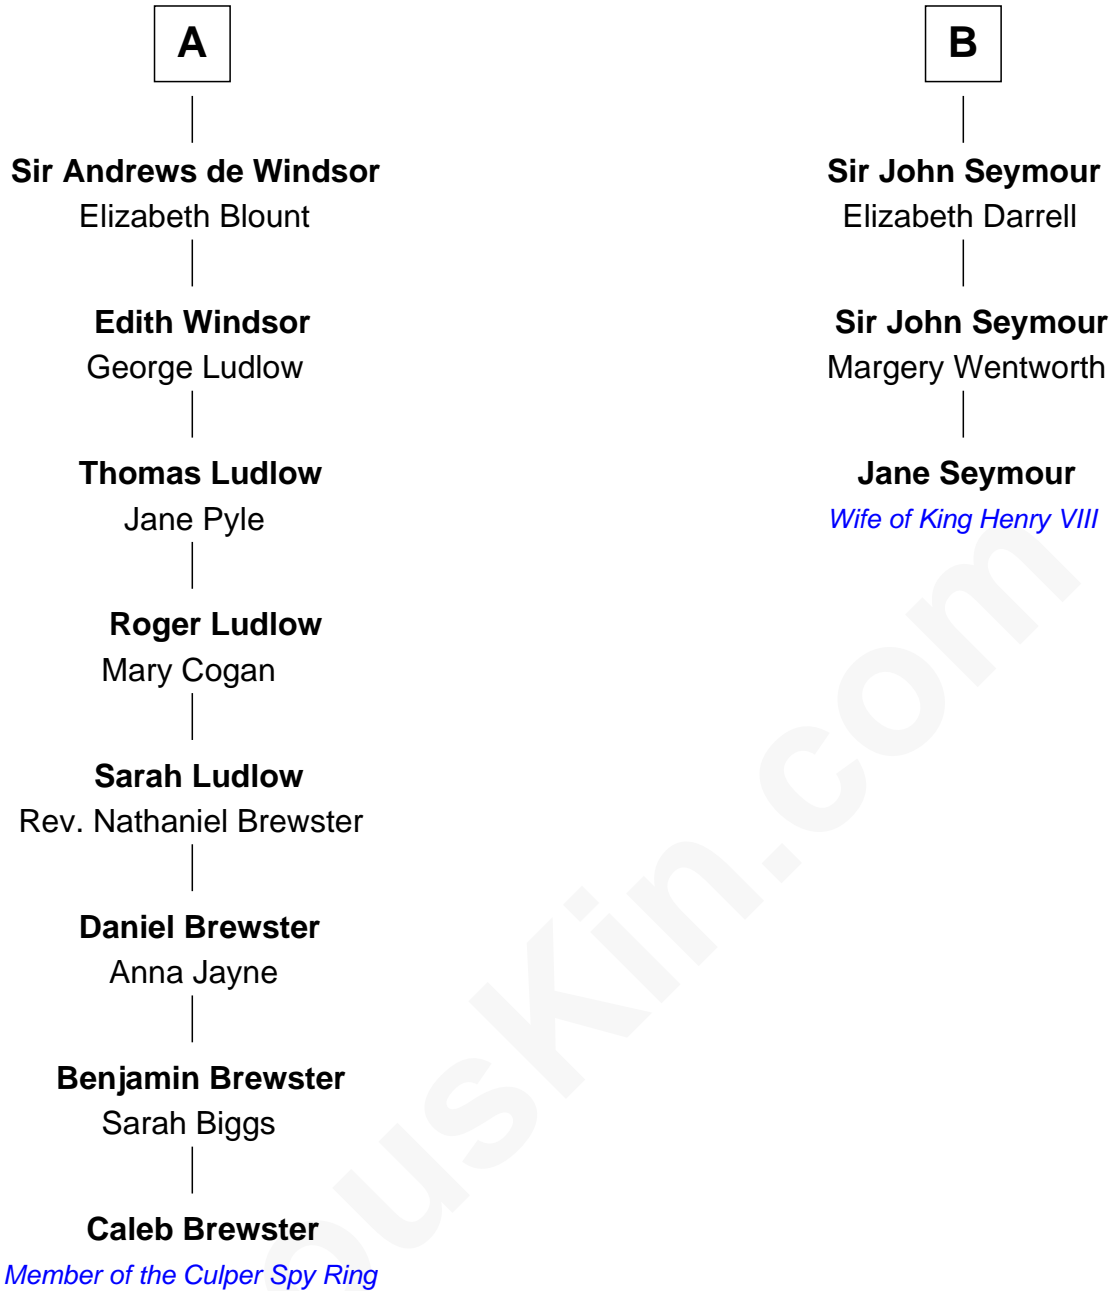 A
Sir Andrews de Windsor
Elizabeth Blount
Edith Windsor
George Ludlow
Thomas Ludlow
Jane Pyle
Roger Ludlow
Mary Cogan
Sarah Ludlow
Rev. Nathaniel Brewster
Daniel Brewster
Anna Jayne
Benjamin Brewster
Sarah Biggs
Caleb Brewster
Member of the Culper Spy Ring
B
Sir John Seymour
Elizabeth Darrell
Sir John Seymour
Margery Wentworth
Jane Seymour
Wife of King Henry VIII
ousKin.com